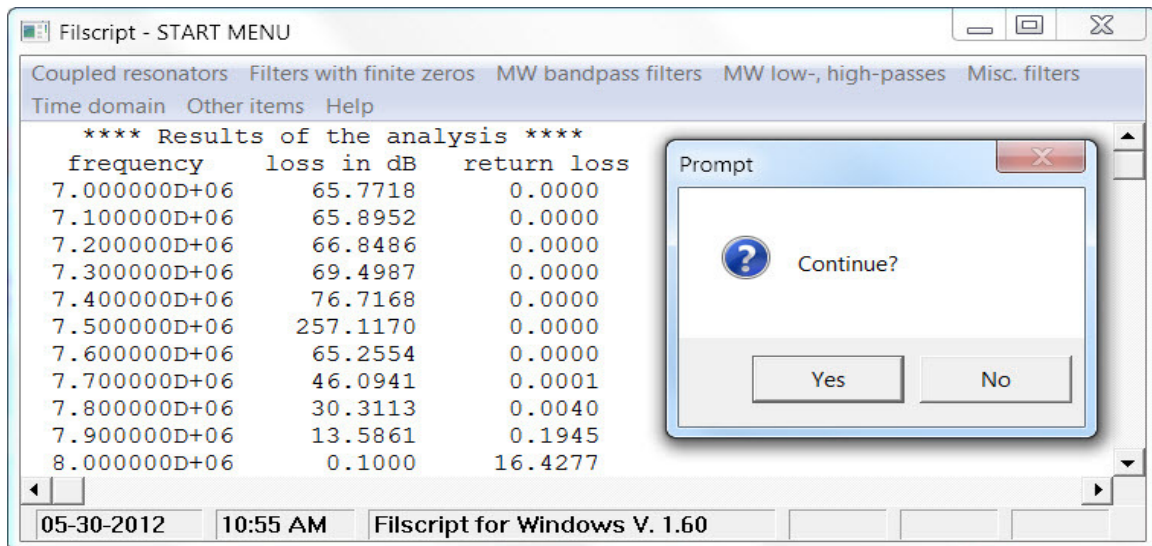 Filscript - START MENU
Coupled resonators Filters with finite zeros MW bandpass filters MW low-, high-passes Misc. filters
Time domain Other items Help
**** Results of the analysis ****
frequency loss in dB return loss
7.000000D+06 65.7718 0.0000
7.100000D+06 65.8952 0.0000
7.200000D+06 66.8486 0.0000
7.300000D+06 69.4987 0.0000
7.400000D+06 76.7168 0.0000
7.500000D+06 257.1170 0.0000
7.600000D+06 65.2554 0.0000
7.700000D+06 46.0941 0.0001
7.800000D+06 30.3113 0.0040
7.900000D+06 13.5861 0.1945
8.000000D+06 0.1000 16.4277
Prompt
Continue?
Yes No
05-30-2012 10:55 AM Filscript for Windows V. 1.60